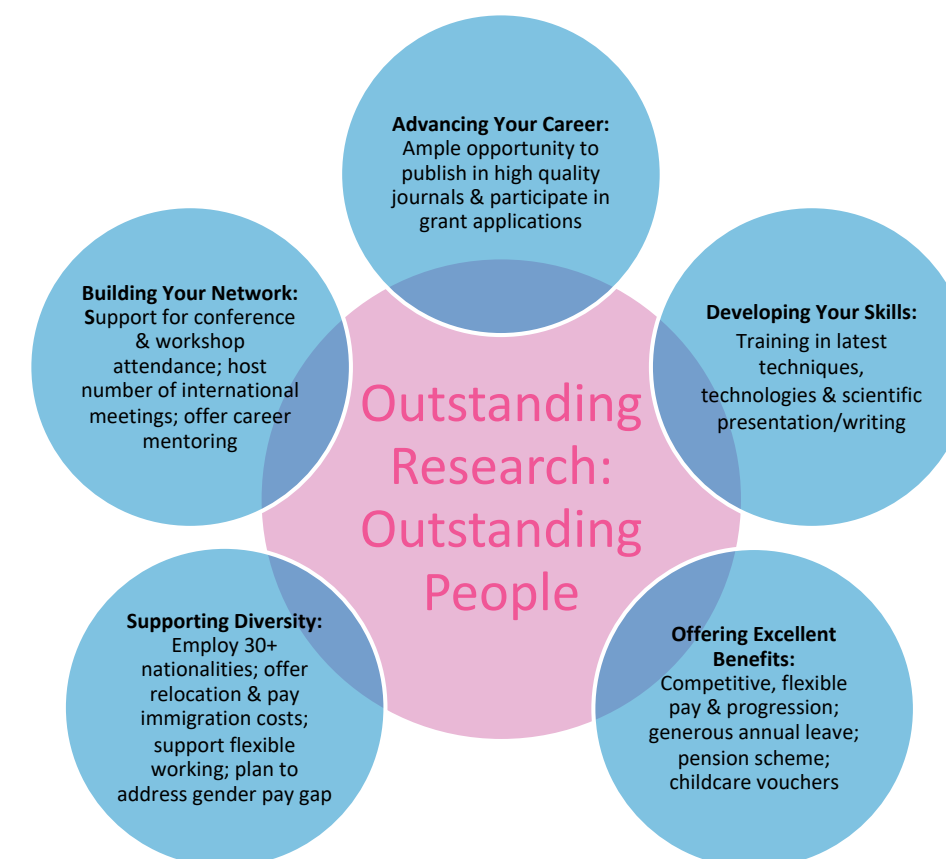 Advancing Your Career:
Ample opportunity to
publish in high quality
journals & participate in
grant applications
Building Your Network:
Support for conference
& workshop
attendance; host
number of international
meetings; offer career
mentoring
Developing Your Skills:
Training in latest
techniques,
technologies & scientific
presentation/writing
Outstanding
Research:
Outstanding
People
Supporting Diversity:
Employ 30+
nationalities; offer
relocation & pay
immigration costs;
support flexible
working; plan to
address gender pay gap
Offering Excellent
Benefits:
Competitive, flexible
pay & progression;
generous annual leave;
pension scheme;
childcare vouchers